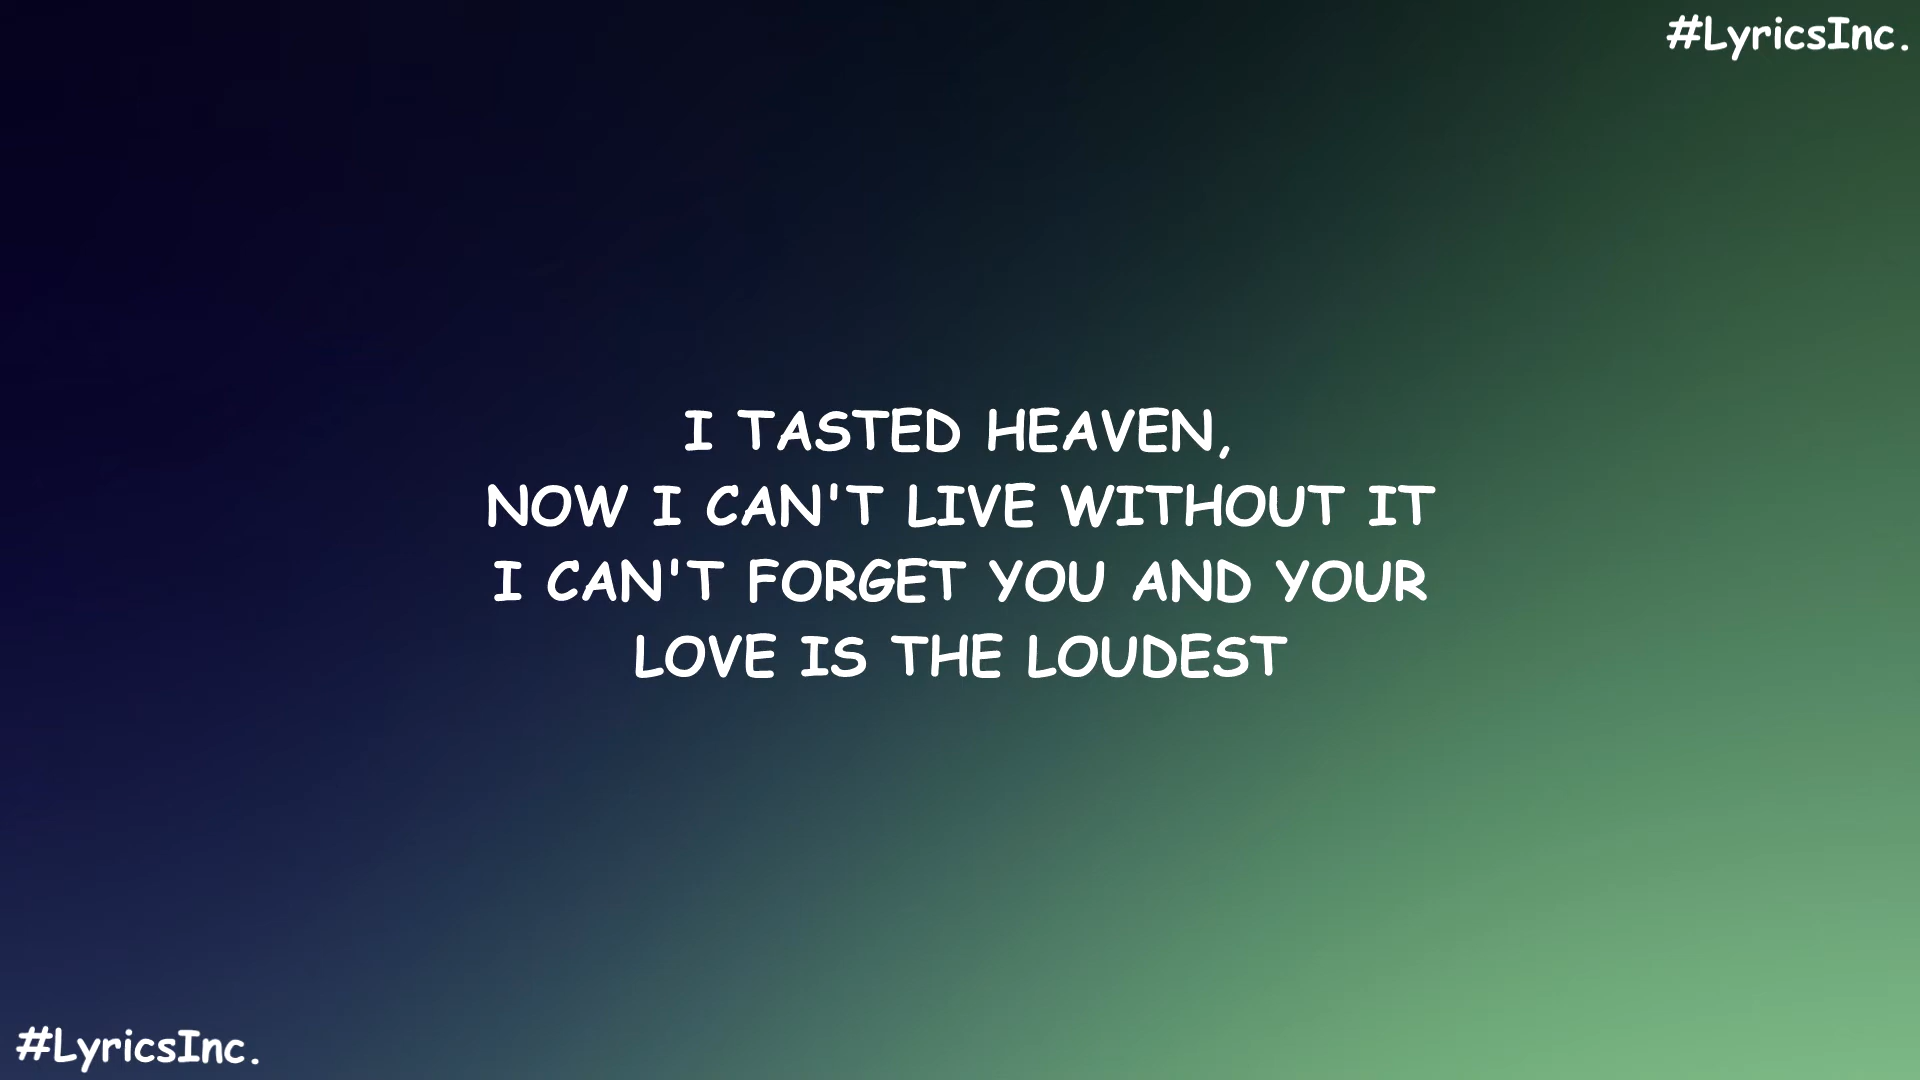 #LyricsInc.
I TASTED HEAVEN,
NOW I CAN'T LIVE WITHOUT IT
I CAN'T FORGET YOU AND YOUR
LOVE IS THE LOUDEST
#LyricsInc.